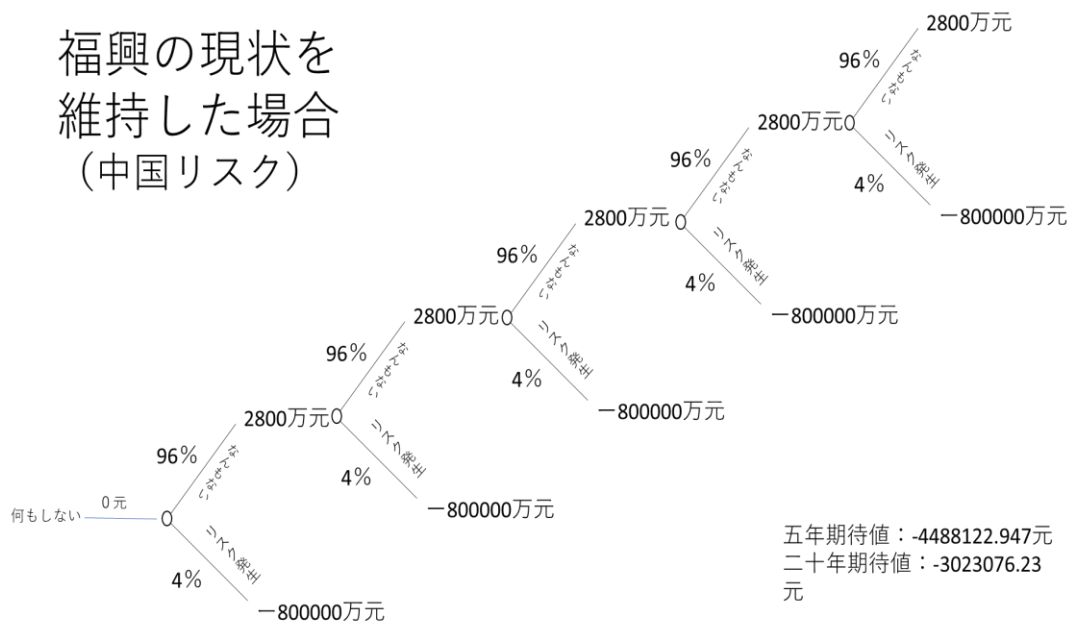 福興の現状を
維持した場合
（中国リスク）
2800万元
96%
なんもない
2800万元
リスク発生
4%
ー800000万元
96%
なんもない
2800万元
リスク発生
4%
ー800000万元
96%
なんもない
2800万元
リスク発生
4%
ー800000万元
96%
なんもない
2800万元
リスク発生
4%
ー800000万元
96%
なんもない
何もしない
0元
リスク発生
4%
ー800000万元
五年期待値：-4488122.947元
二十年期待値：-3023076.23
元